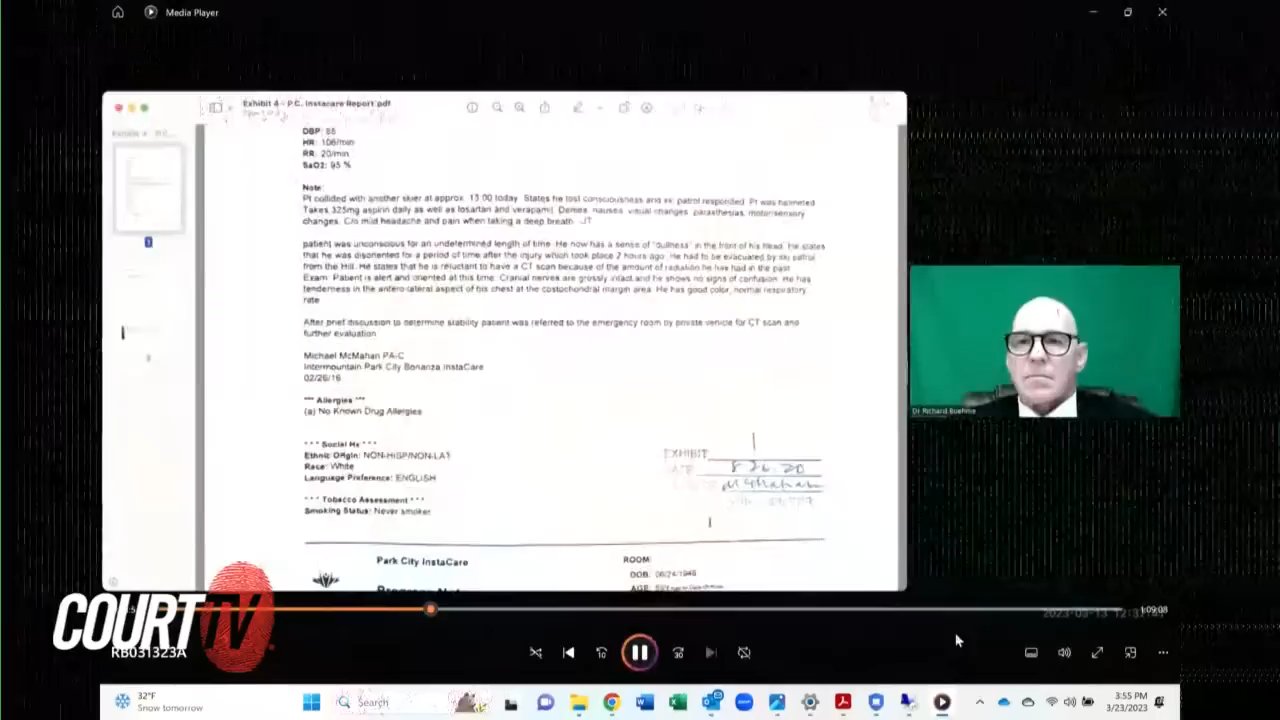 Media Player
Exhibit 4 - P.C. Instacare Report.pdf
Exhibit 4 - P.C....
DBP: 85
HR: 106/min
RR: 20/min
SaO2: 95 %
Note:
Pt collided with another skier at approx. 13:00 today. States he lost consciousness and ski patrol responded. Pt was helmeted
Takes 325mg aspirin daily as well as losartan and verapamil. Denies nausea visual changes parasthesias motor/sensory
changes. C/o mild headache and pain when taking a deep breath. -JT
patient was unconscious for an undetermined length of time. He now has a sense of "dullness" in the front of his head. He states
that he was disoriented for a period of time after the injury which took place 2 hours ago. He had to be evacuated by ski patrol
from the Hill. He states that he is reluctant to have a CT scan because of the amount of radiation he has had in the past
Exam: Patient is alert and oriented at this time. Cranial nerves are grossly intact and he shows no signs of confusion. He has
tenderness in the antero-lateral aspect of his chest at the costochondral margin area. He has good color, normal respiratory
rate
After brief discussion to determine stability patient was referred to the emergency room by private vehicle for CT scan and
further evaluation
Michael McMahan PA-C
Intermountain Park City Bonanza InstaCare
02/26/16
*** Allergies ***
(a) No Known Drug Allergies
*** Social Hx ***
Ethnic Origin: NON-HISP/NON-LAT
Race: White
Language Preference: ENGLISH
*** Tobacco Assessment ***
Smoking Status: Never smoker
EXHIBIT 1
DATE 8-26-20
McMahan
Park City InstaCare
ROOM:
DOB: 06/24/1946
AGE:
Dr Richard Boehme
1
COURT TV
RB031323A
1:09:08
10
30
32°F
Snow tomorrow
Search
3:55 PM
3/23/2023